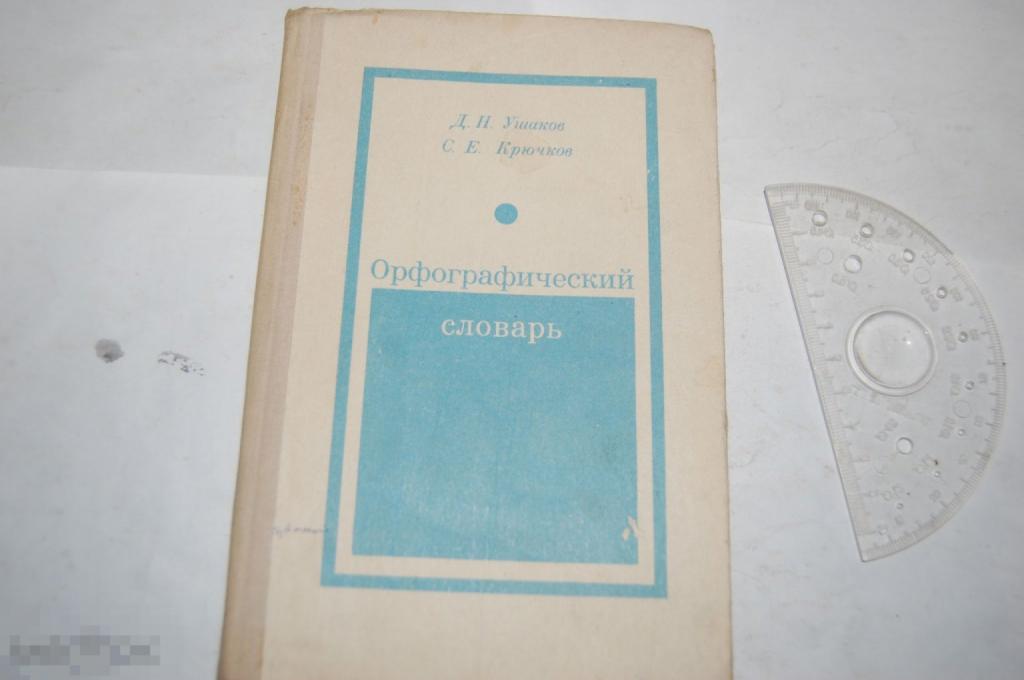 Д. Н. Ушаков
С. Е. Крючков
Орфографический
словарь